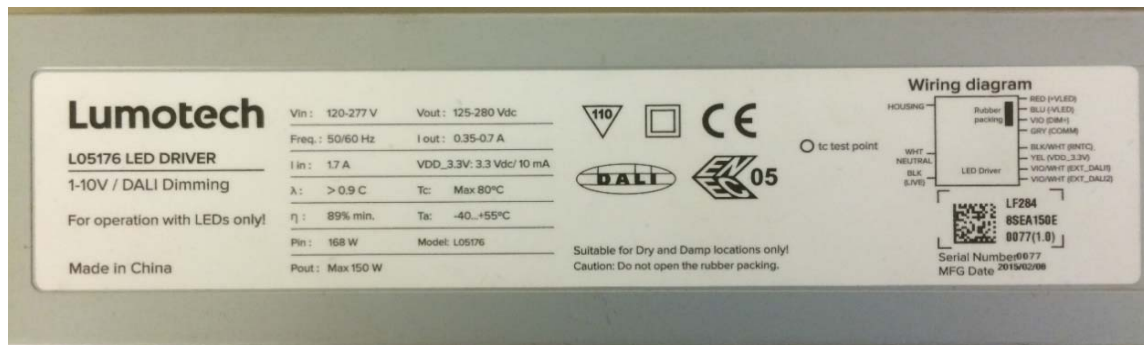 Lumotech
L05176 LED DRIVER
1-10V / DALI Dimming
For operation with LEDs only!
Made in China
Vin : 120-277 V Vout : 125-280 Vdc
Freq. : 50/60 Hz I out : 0.35-0.7 A
I in : 1.7 A VDD_3.3V: 3.3 Vdc/ 10 mA
λ : > 0.9 C Tc: Max 80°C
η : 89% min. Ta: -40...+55°C
Pin : 168 W Model: L05176
Pout : Max 150 W
110
CE
DALI
ENEC 05
Suitable for Dry and Damp locations only!
Caution: Do not open the rubber packing.
tc test point
Wiring diagram
HOUSING
WHT
NEUTRAL
BLK
(LIVE)
Rubber
packing
LED Driver
RED (+VLED)
BLU (-VLED)
VIO (DIM+)
GRY (COMM)
BLK/WHT (RNTC)
YEL (VDD_3.3V)
VIO/WHT (EXT_DALI1)
VIO/WHT (EXT_DALI2)
LF284
8SEA150E
0077(1.0)
Serial Number0077
MFG Date 2015/02/08